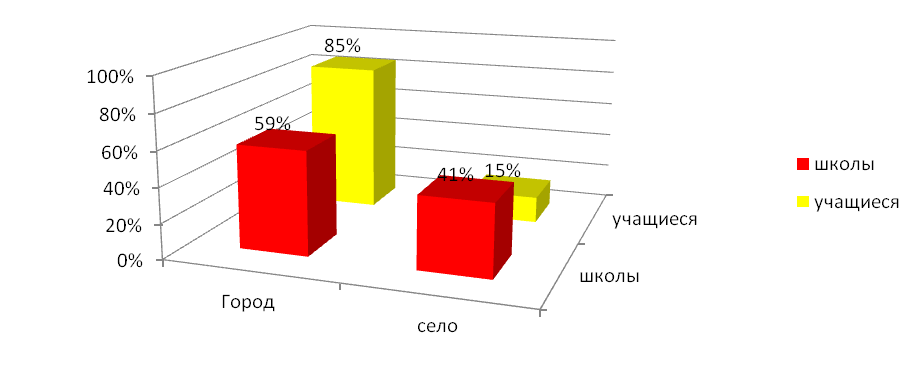 100%
80%
60%
40%
20%
0%
85%
59%
41%
15%
Город
село
учащиеся
школы
школы
учащиеся